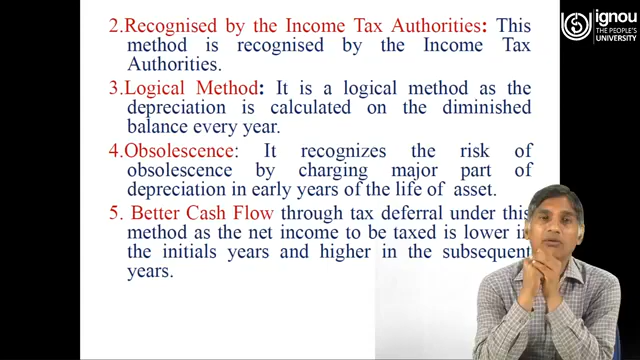 2.Recognised by the Income Tax Authorities: This
method is recognised by the Income Tax
Authorities.
3.Logical Method: It is a logical method as the
depreciation is calculated on the diminished
balance every year.
4.Obsolescence: It recognizes the risk of
obsolescence by charging major part of
depreciation in early years of the life of asset.
5. Better Cash Flow through tax deferral under this
method as the net income to be taxed is lower in
the initials years and higher in the subsequent
years.
ignou
THE PEOPLE'S
UNIVERSITY